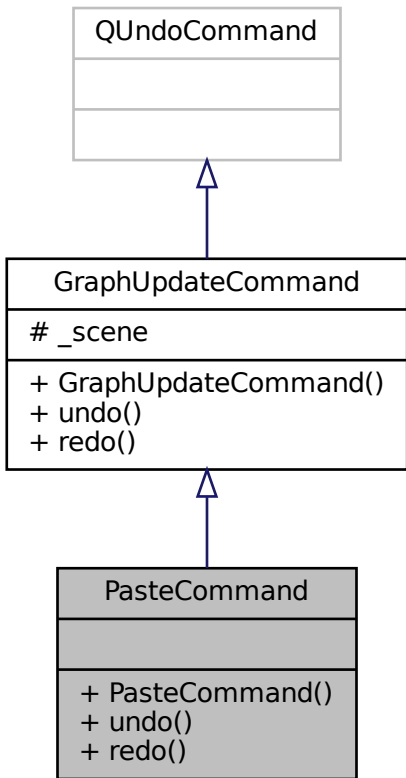 QUndoCommand
GraphUpdateCommand
# _scene
+ GraphUpdateCommand()
+ undo()
+ redo()
PasteCommand
+ PasteCommand()
+ undo()
+ redo()